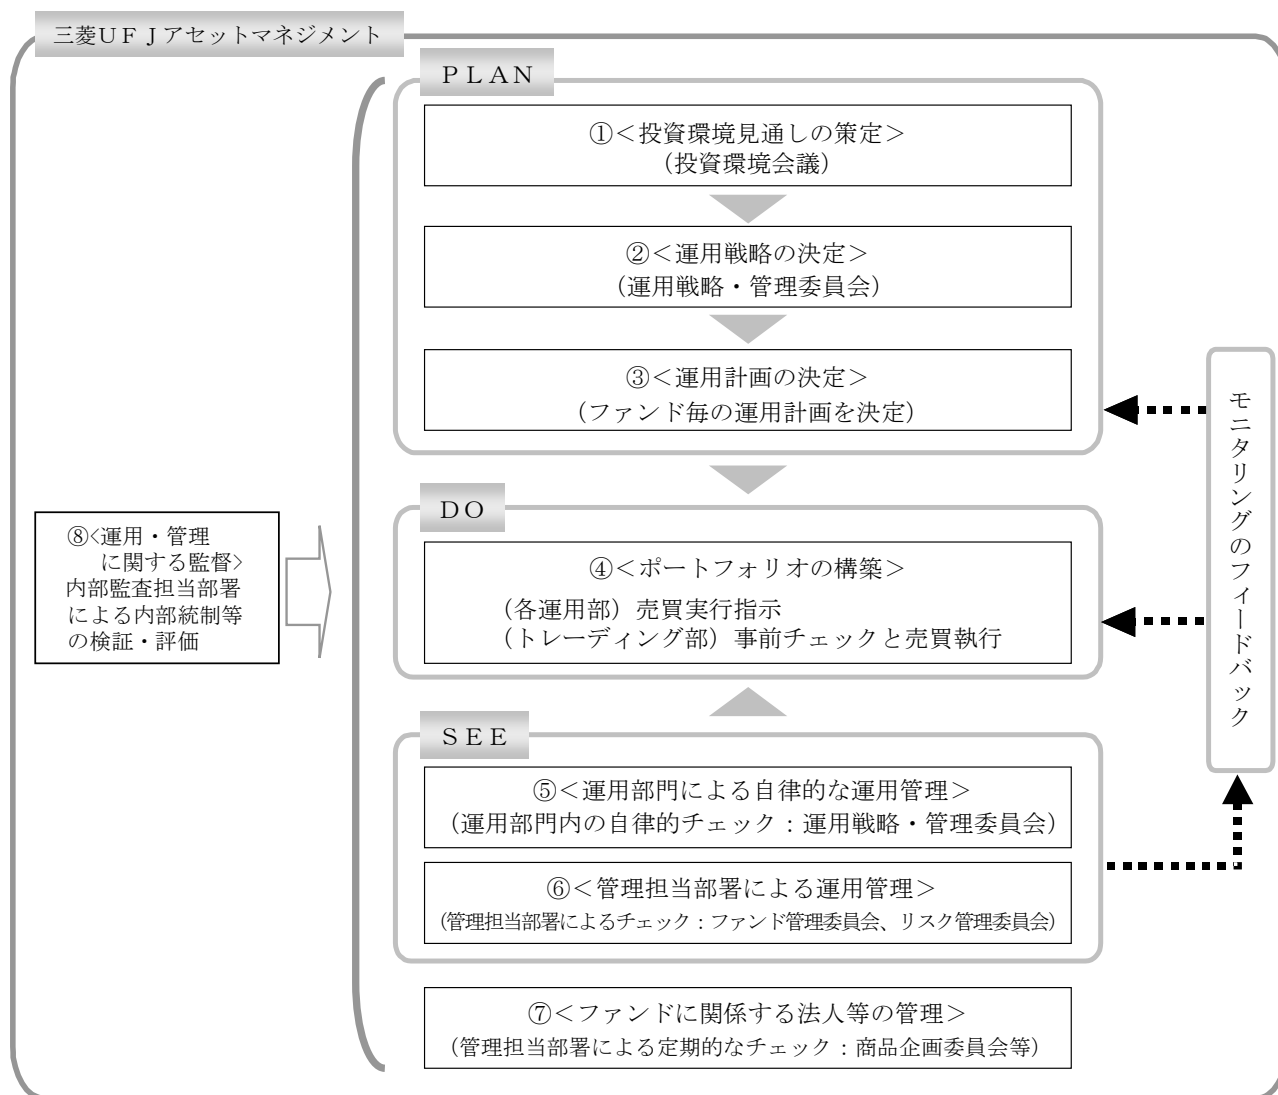 三菱ＵＦＪアセットマネジメント
ＰＬＡＮ
①＜投資環境見通しの策定＞
（投資環境会議）
②＜運用戦略の決定＞
（運用戦略・管理委員会）
③＜運用計画の決定＞
（ファンド毎の運用計画を決定）
ＤＯ
④＜ポートフォリオの構築＞
（各運用部）売買実行指示
（トレーディング部）事前チェックと売買執行
ＳＥＥ
⑤＜運用部門による自律的な運用管理＞
（運用部門内の自律的チェック：運用戦略・管理委員会）
⑥＜管理担当部署による運用管理＞
（管理担当部署によるチェック：ファンド管理委員会、リスク管理委員会）
⑦＜ファンドに関係する法人等の管理＞
（管理担当部署による定期的なチェック：商品企画委員会等）
⑧<運用・管理
に関する監督>
内部監査担当部署
による内部統制等
の検証・評価
モニタリングのフィードバック